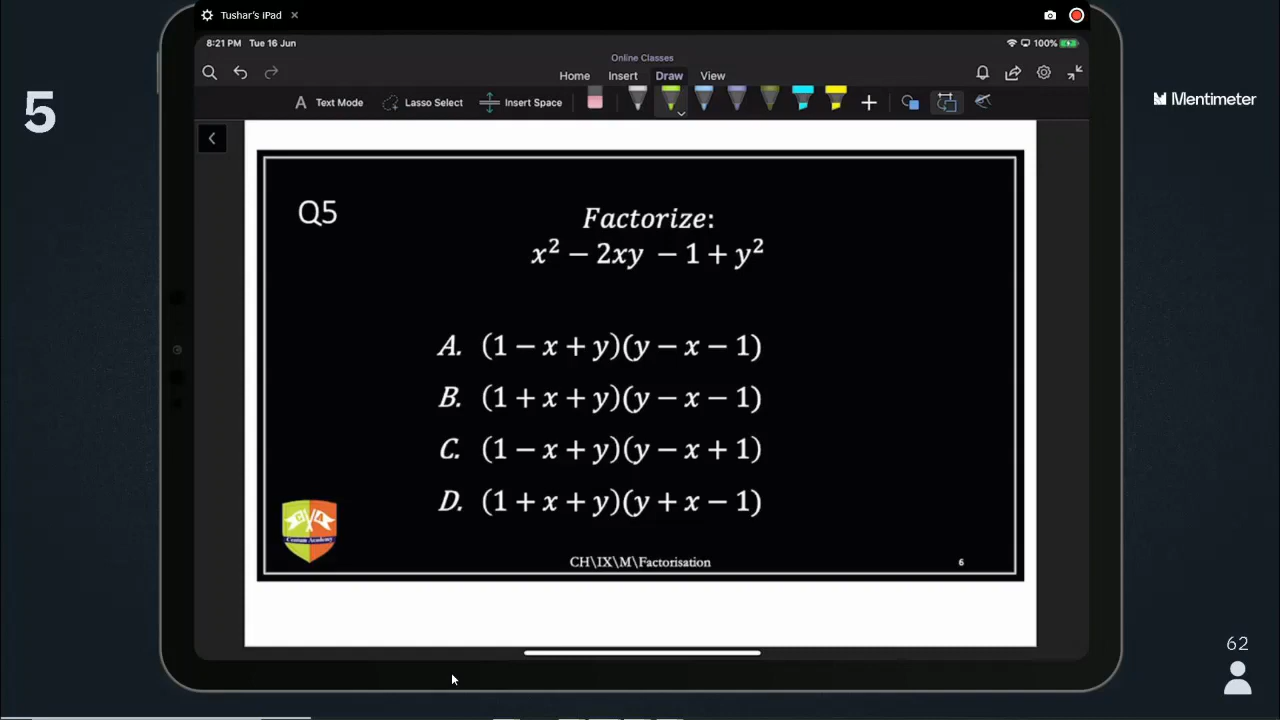 Tushar's iPad ×
8:21 PM Tue 16 Jun
100%
Online Classes
Home Insert Draw View
A Text Mode Lasso Select Insert Space
5
Mentimeter
Q5
Factorize:
x² − 2xy − 1 + y²
A. (1 − x + y)(y − x − 1)
B. (1 + x + y)(y − x − 1)
C. (1 − x + y)(y − x + 1)
D. (1 + x + y)(y + x − 1)
Centum Academy
CH\IX\M\Factorisation
6
62